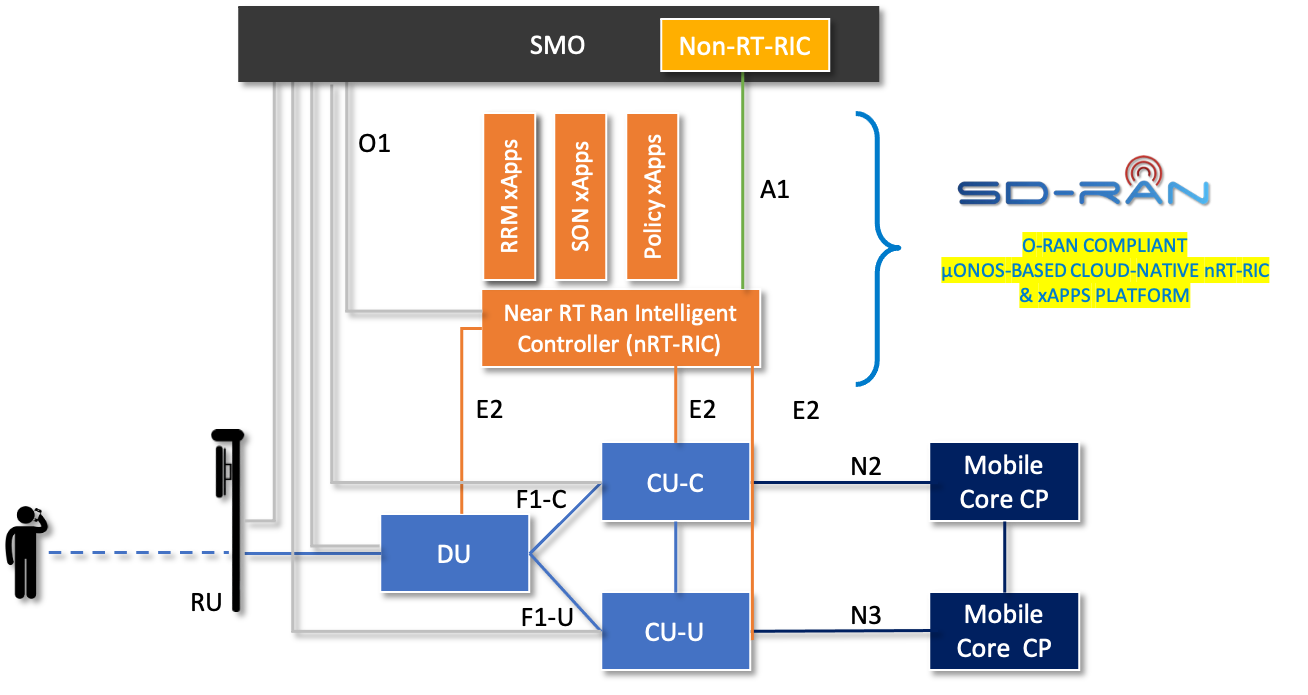 SMO
Non-RT-RIC
O1
RRM xApps
SON xApps
Policy xApps
A1
SD-RAN
O-RAN COMPLIANT
µONOS-BASED CLOUD-NATIVE nRT-RIC
& xAPPS PLATFORM
Near RT Ran Intelligent
Controller (nRT-RIC)
E2
E2
E2
CU-C
N2
Mobile
Core CP
F1-C
DU
RU
F1-U
CU-U
N3
Mobile
Core CP